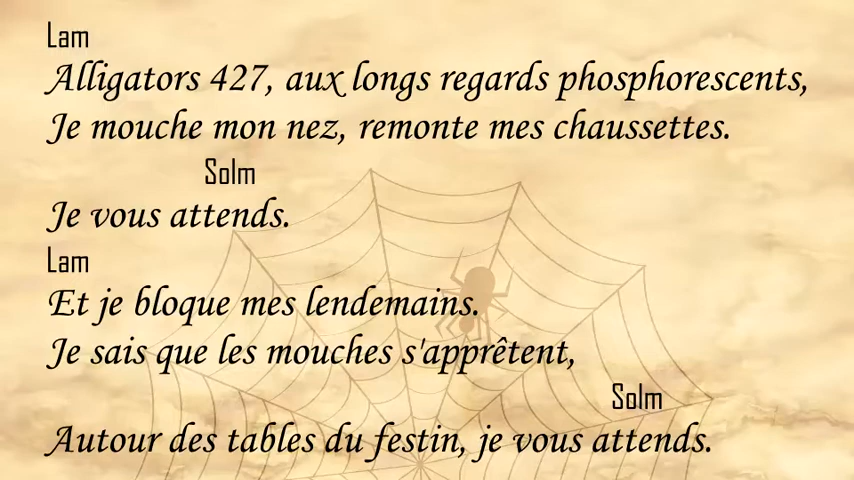 Lam
Alligators 427, aux longs regards phosphorescents,
Je mouche mon nez, remonte mes chaussettes.
Solm
Je vous attends.
Lam
Et je bloque mes lendemains.
Je sais que les mouches s'apprêtent,
Solm
Autour des tables du festin, je vous attends.